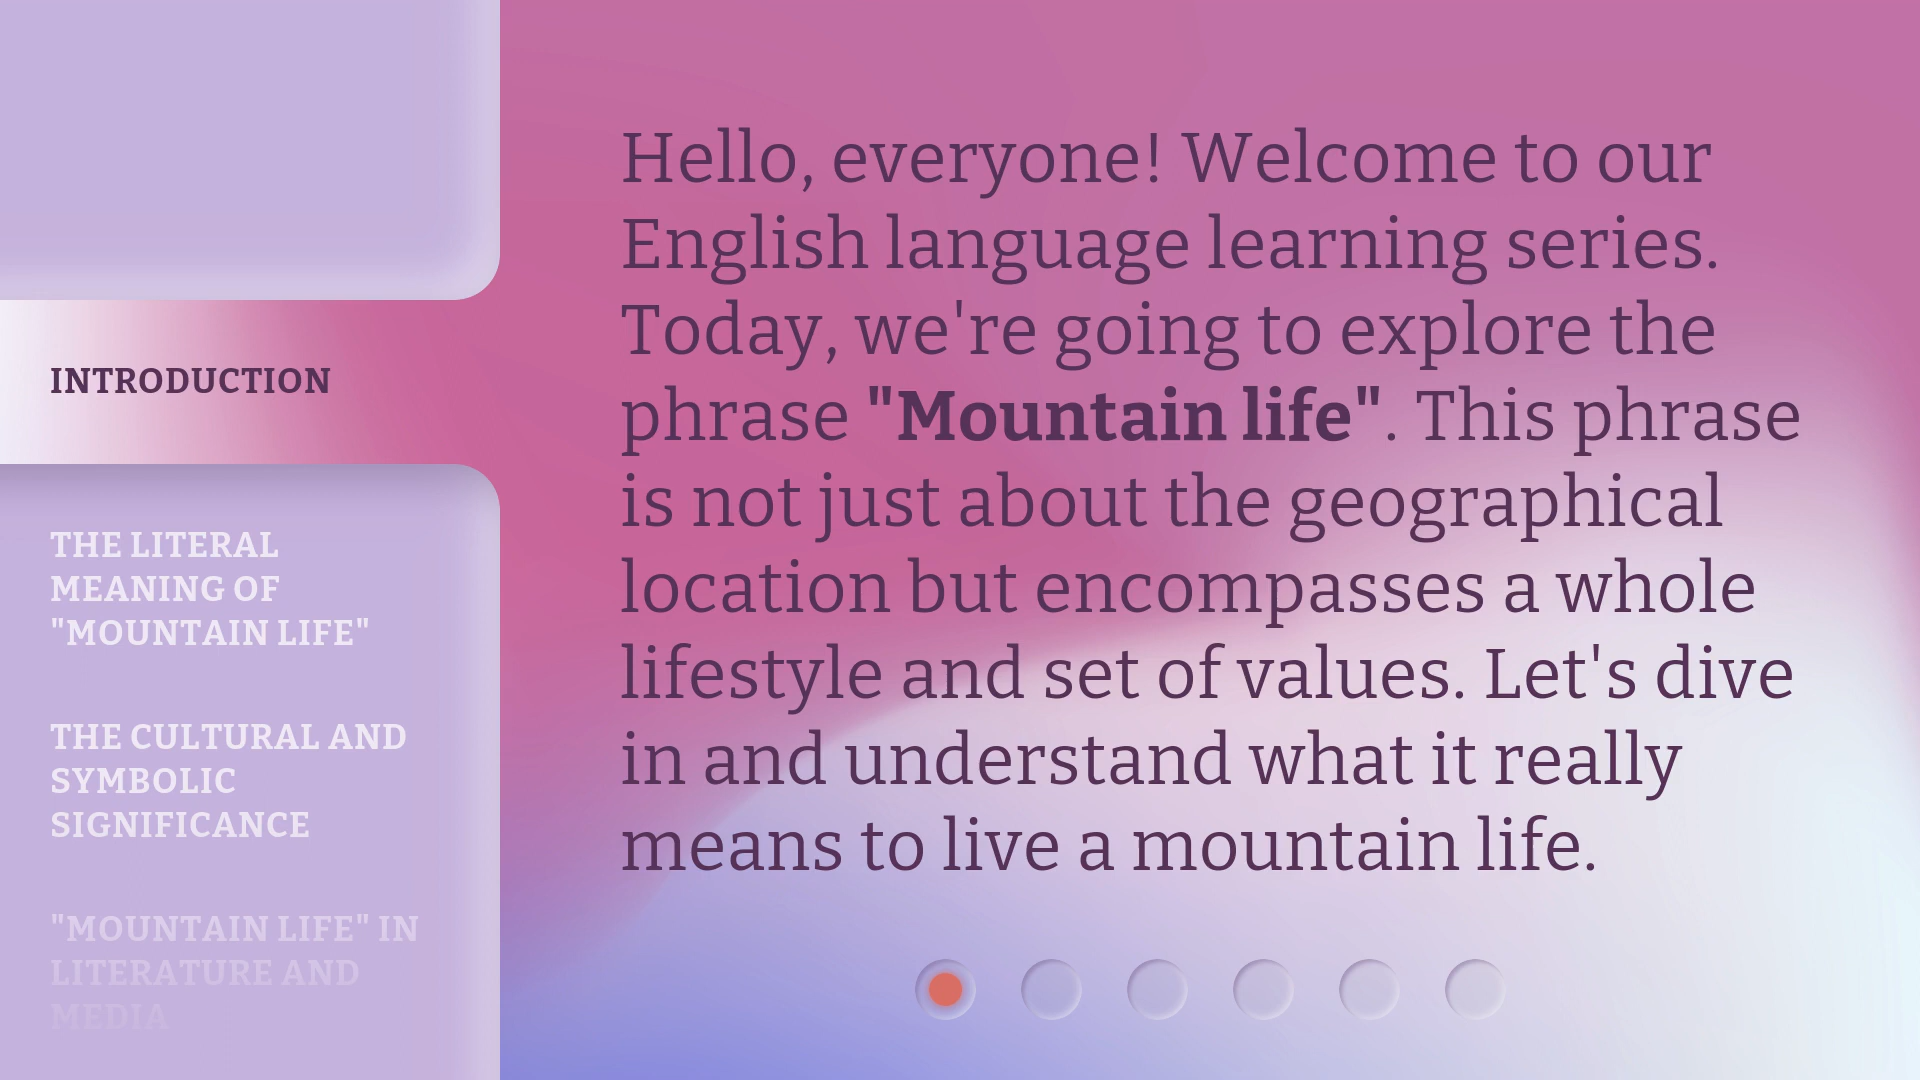 INTRODUCTION
THE LITERAL
MEANING OF
"MOUNTAIN LIFE"
THE CULTURAL AND
SYMBOLIC
SIGNIFICANCE
"MOUNTAIN LIFE" IN
LITERATURE AND
MEDIA
Hello, everyone! Welcome to our
English language learning series.
Today, we're going to explore the
phrase "Mountain life". This phrase
is not just about the geographical
location but encompasses a whole
lifestyle and set of values. Let's dive
in and understand what it really
means to live a mountain life.